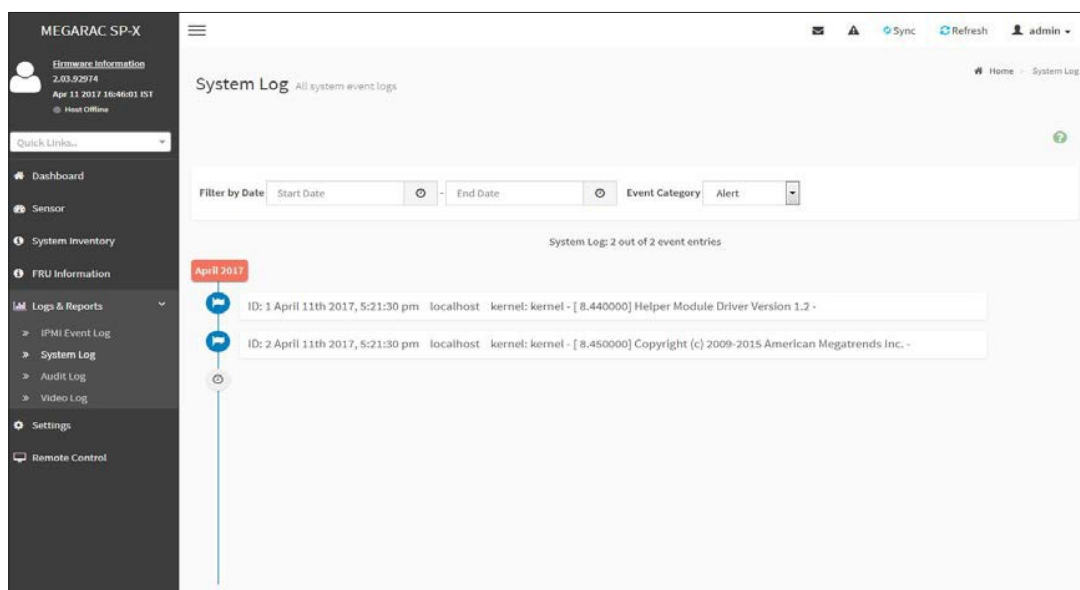 MEGARAC SP-X
Firmware Information
2.03.92974
Apr 11 2017 16:46:01 IST
Host Offline
Quick Links...
Dashboard
Sensor
System Inventory
FRU Information
Logs & Reports
IPMI Event Log
System Log
Audit Log
Video Log
Settings
Remote Control
Sync Refresh admin
System Log All system event logs
Home > System Log
Filter by Date Start Date - End Date Event Category Alert
System Log: 2 out of 2 event entries
April 2017
ID: 1 April 11th 2017, 5:21:30 pm localhost kernel: kernel - [ 8.440000] Helper Module Driver Version 1.2 -
ID: 2 April 11th 2017, 5:21:30 pm localhost kernel: kernel - [ 8.450000] Copyright (c) 2009-2015 American Megatrends Inc. -